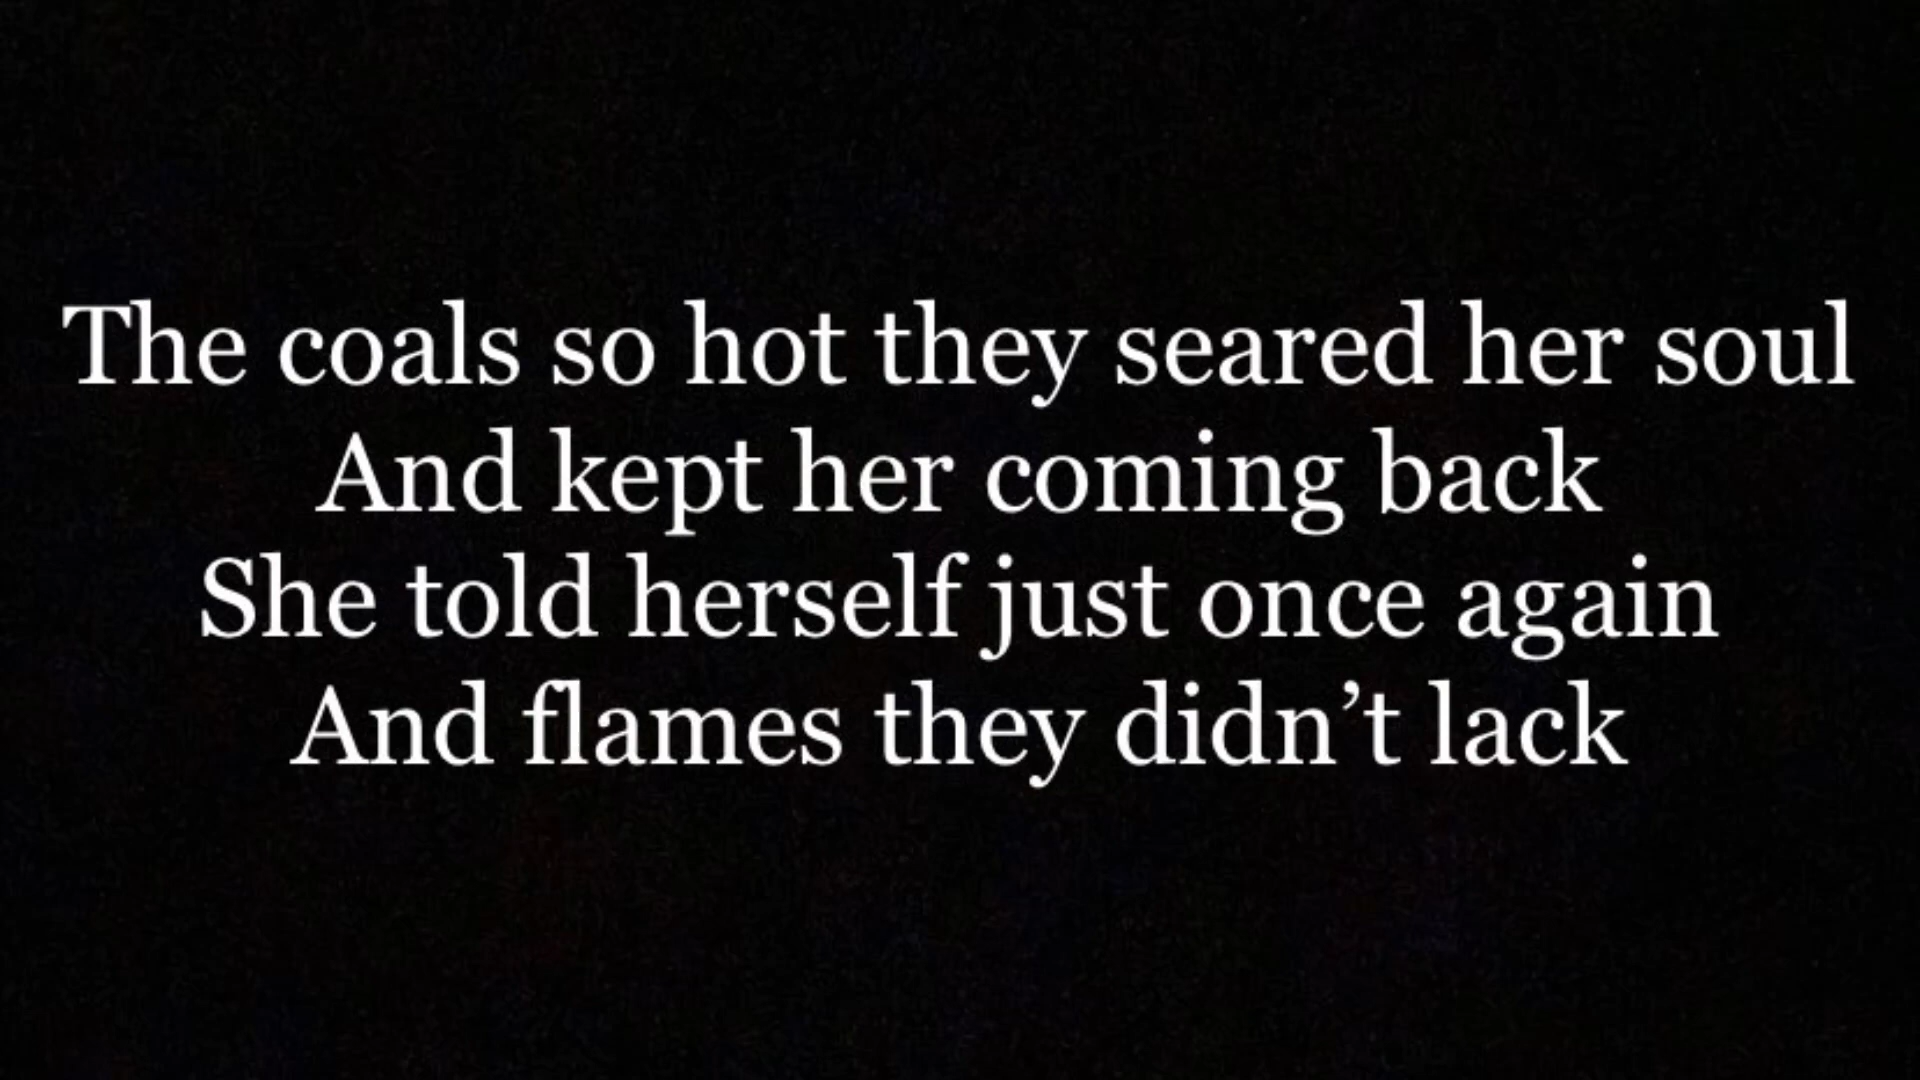 The coals so hot they seared her soul
And kept her coming back
She told herself just once again
And flames they didn’t lack